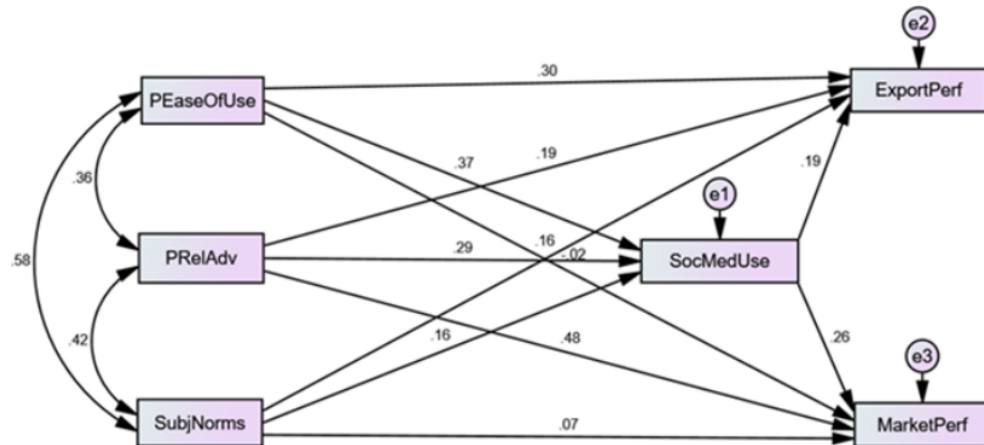 e2
PEaseOfUse
.30
ExportPerf
.36
.37
.19
.19
e1
PRelAdv
.29
.16
-.02
SocMedUse
.58
.42
.16
.48
.26
e3
SubjNorms
.07
MarketPerf